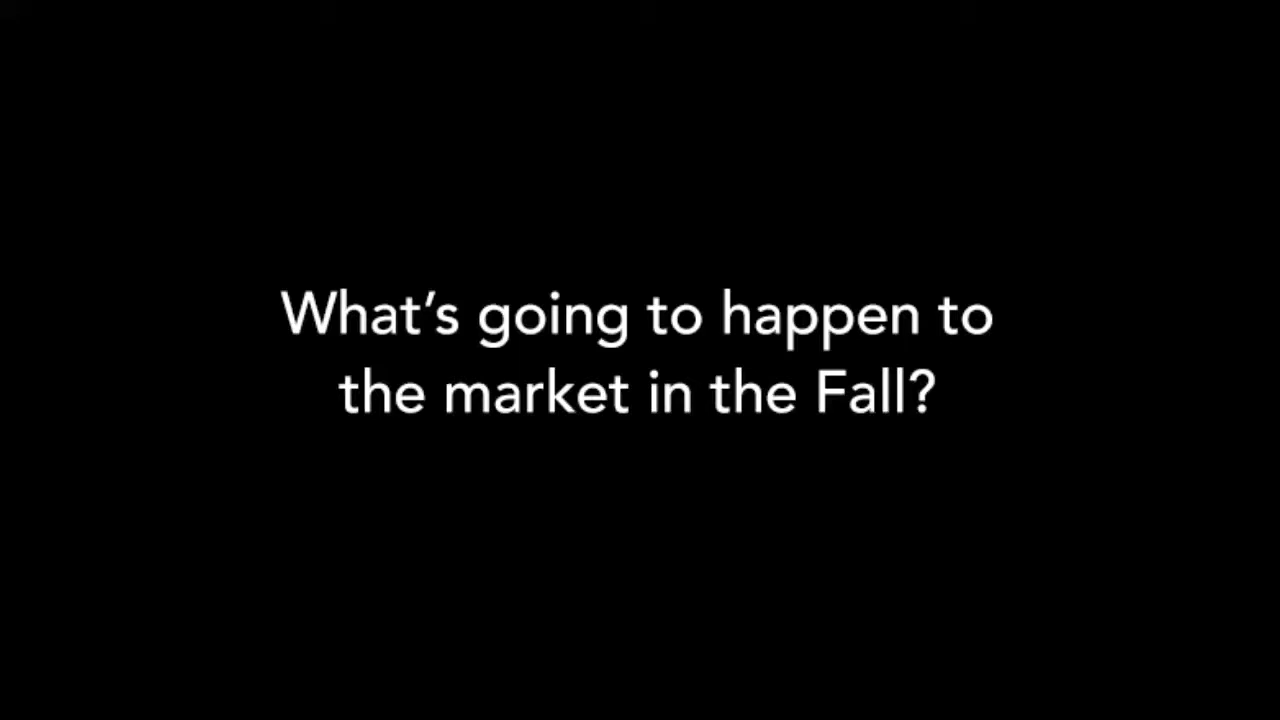 What’s going to happen to
the market in the Fall?